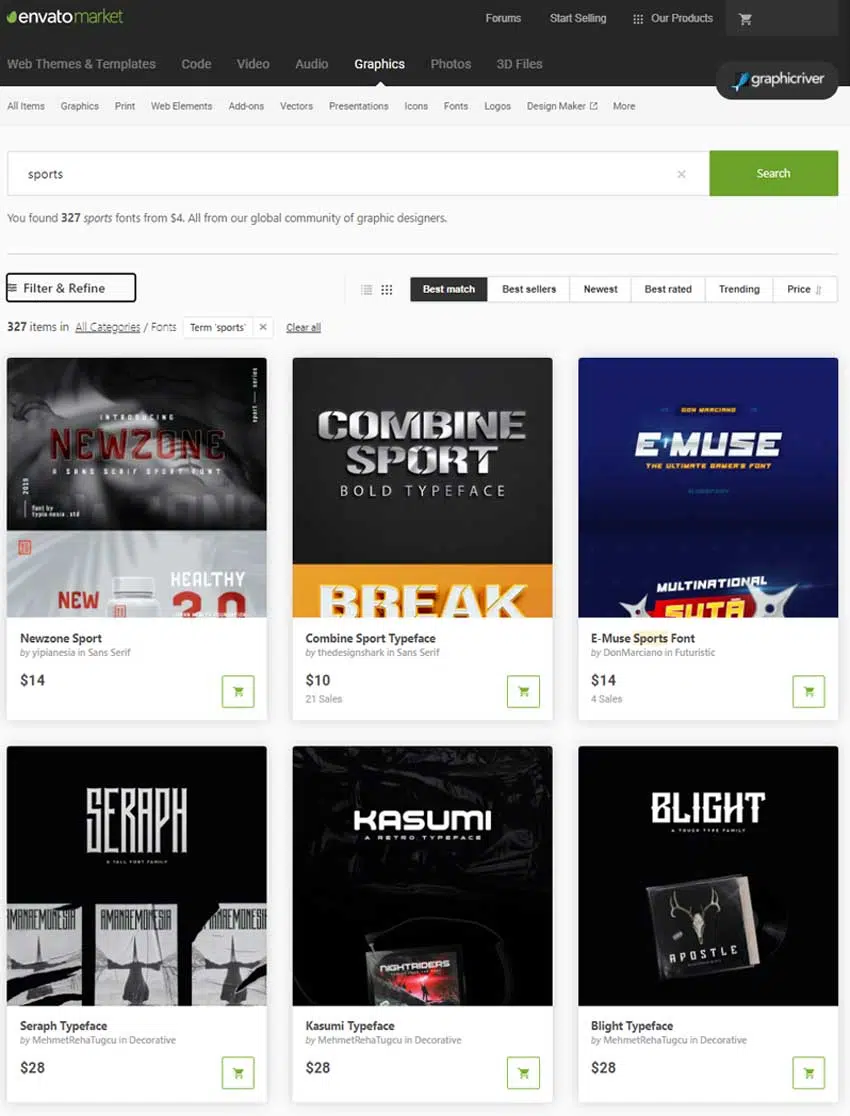 envatomarket
Forums Start Selling Our Products
Web Themes & Templates Code Video Audio Graphics Photos 3D Files
graphicriver
All Items Graphics Print Web Elements Add-ons Vectors Presentations Icons Fonts Logos Design Maker More
sports
Search
You found 327 sports fonts from $4. All from our global community of graphic designers.
Filter & Refine
Best match Best sellers Newest Best rated Trending Price
327 items in All Categories / Fonts Term 'sports' Clear all
sport series
INTRODUCING
NEWZONE
A SANS SERIF SPORT FONT
2019
font by
typia nesia . std
NEW
HEALTHY
COMBINE
SPORT
BOLD TYPEFACE
BREAK
DON MARCIANO
E-MUSE
THE ULTIMATE GAMER'S FONT
MULTINATIONAL
Newzone Sport
by yipianesia in Sans Serif
$14
Combine Sport Typeface
by thedesignshark in Sans Serif
$10
21 Sales
E-Muse Sports Font
by DonMarciano in Futuristic
$14
4 Sales
SERAPH
A TALL FONT FAMILY
AMANAEMONESIA
KASUMI
A RETRO TYPEFACE
NIGHTRIDERS
BLIGHT
A TOUGH TYPE FAMILY
APOSTLE
Seraph Typeface
by MehmetRehaTugcu in Decorative
$28
Kasumi Typeface
by MehmetRehaTugcu in Decorative
$28
Blight Typeface
by MehmetRehaTugcu in Decorative
$28